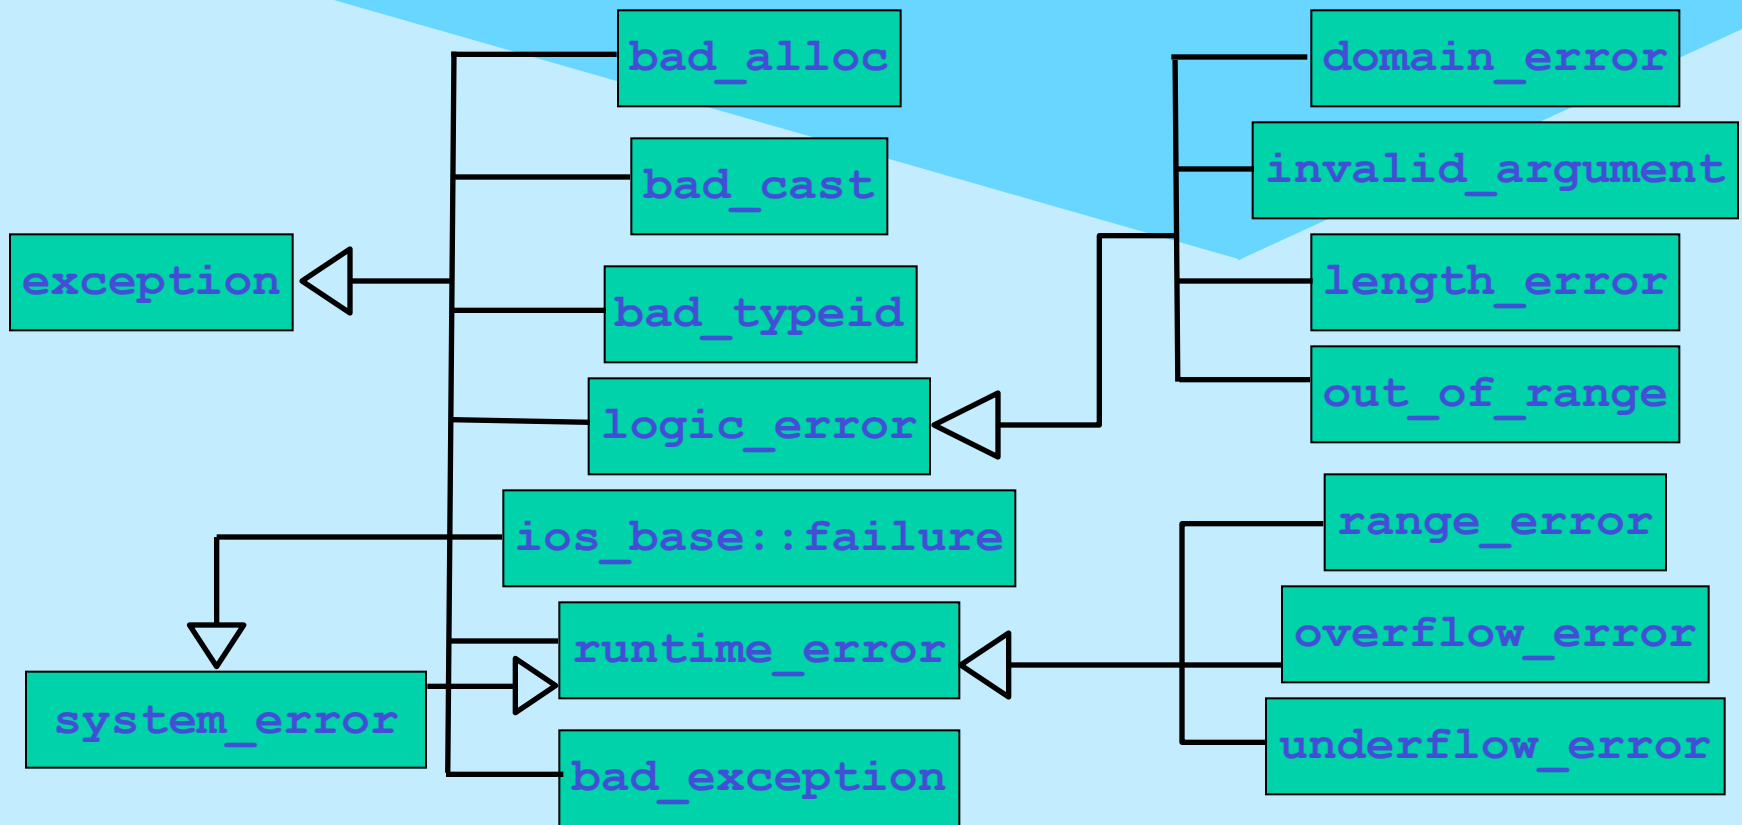 bad_alloc
bad_cast
exception
bad_typeid
logic_error
ios_base::failure
runtime_error
system_error
bad_exception
domain_error
invalid_argument
length_error
out_of_range
range_error
overflow_error
underflow_error